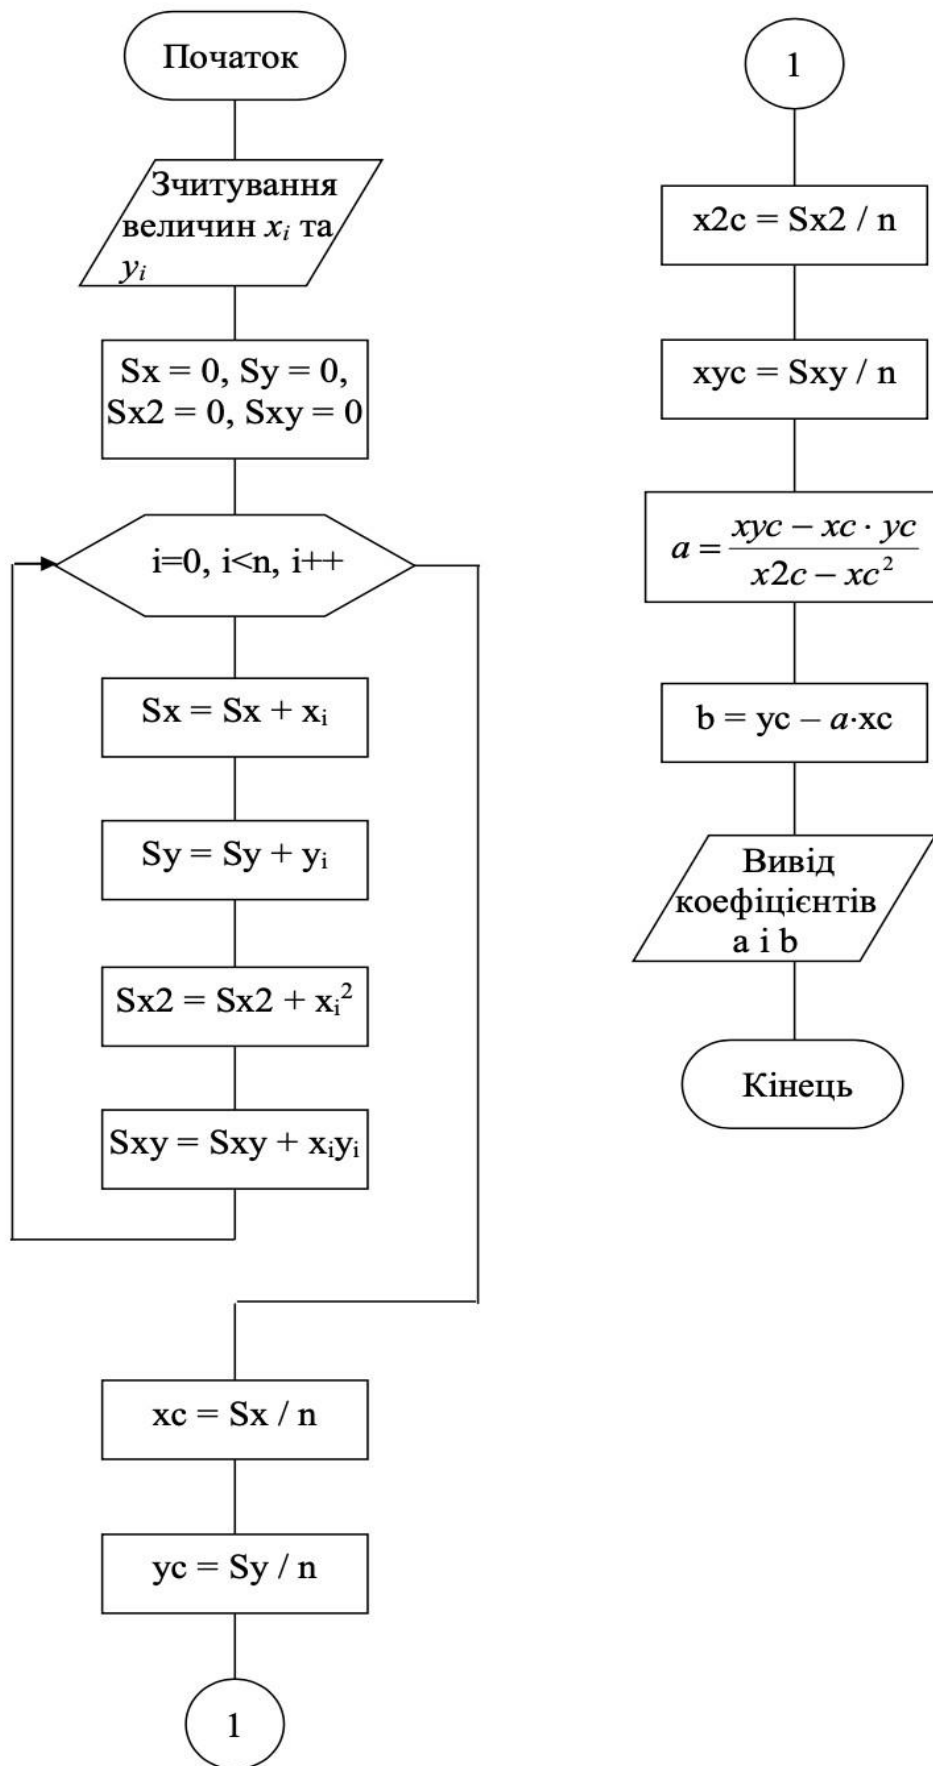 Початок
Зчитування
величин xᵢ та
yᵢ
Sx = 0, Sy = 0,
Sx2 = 0, Sxy = 0
i=0, i<n, i++
Sx = Sx + xᵢ
Sy = Sy + yᵢ
Sx2 = Sx2 + xᵢ²
Sxy = Sxy + xᵢyᵢ
xc = Sx / n
yc = Sy / n
1
1
x2c = Sx2 / n
xyc = Sxy / n
a = (xyc − xc · yc) / (x2c − xc²)
b = yc – a·xc
Вивід
коефіцієнтів
a і b
Кінець